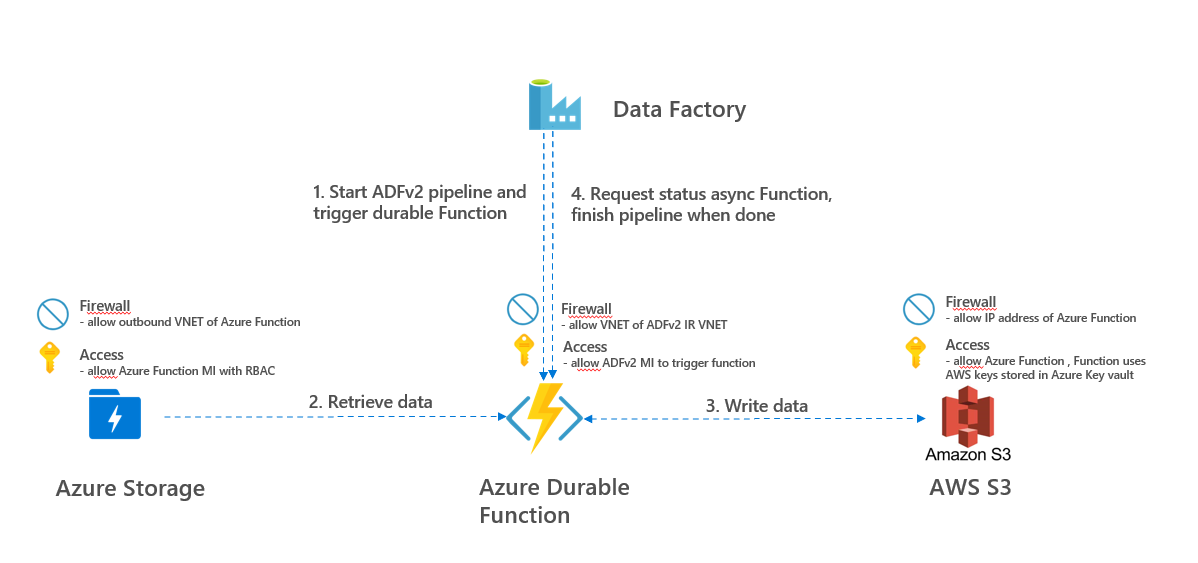 Data Factory
1. Start ADFv2 pipeline and
trigger durable Function
4. Request status async Function,
finish pipeline when done
Firewall
- allow outbound VNET of Azure Function
Access
- allow Azure Function MI with RBAC
Firewall
- allow VNET of ADFv2 IR VNET
Access
- allow ADFv2 MI to trigger function
Firewall
- allow IP address of Azure Function
Access
- allow Azure Function , Function uses
AWS keys stored in Azure Key vault
2. Retrieve data
3. Write data
Amazon S3
Azure Storage
Azure Durable
Function
AWS S3